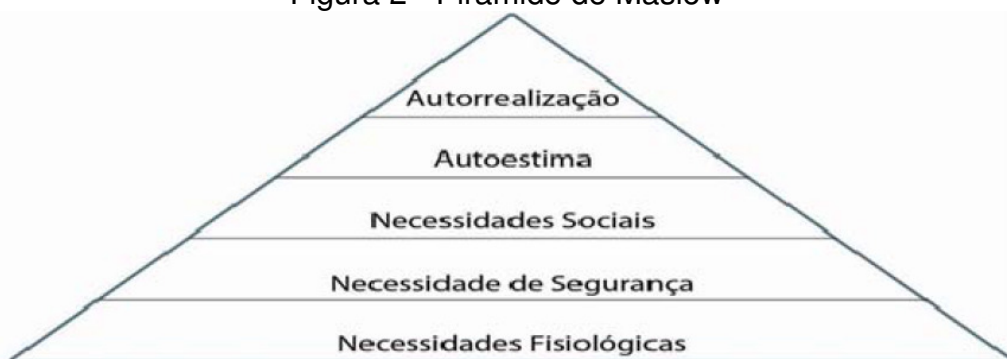 Figura 2 - Pirâmide de Maslow
Autorrealização
Autoestima
Necessidades Sociais
Necessidade de Segurança
Necessidades Fisiológicas